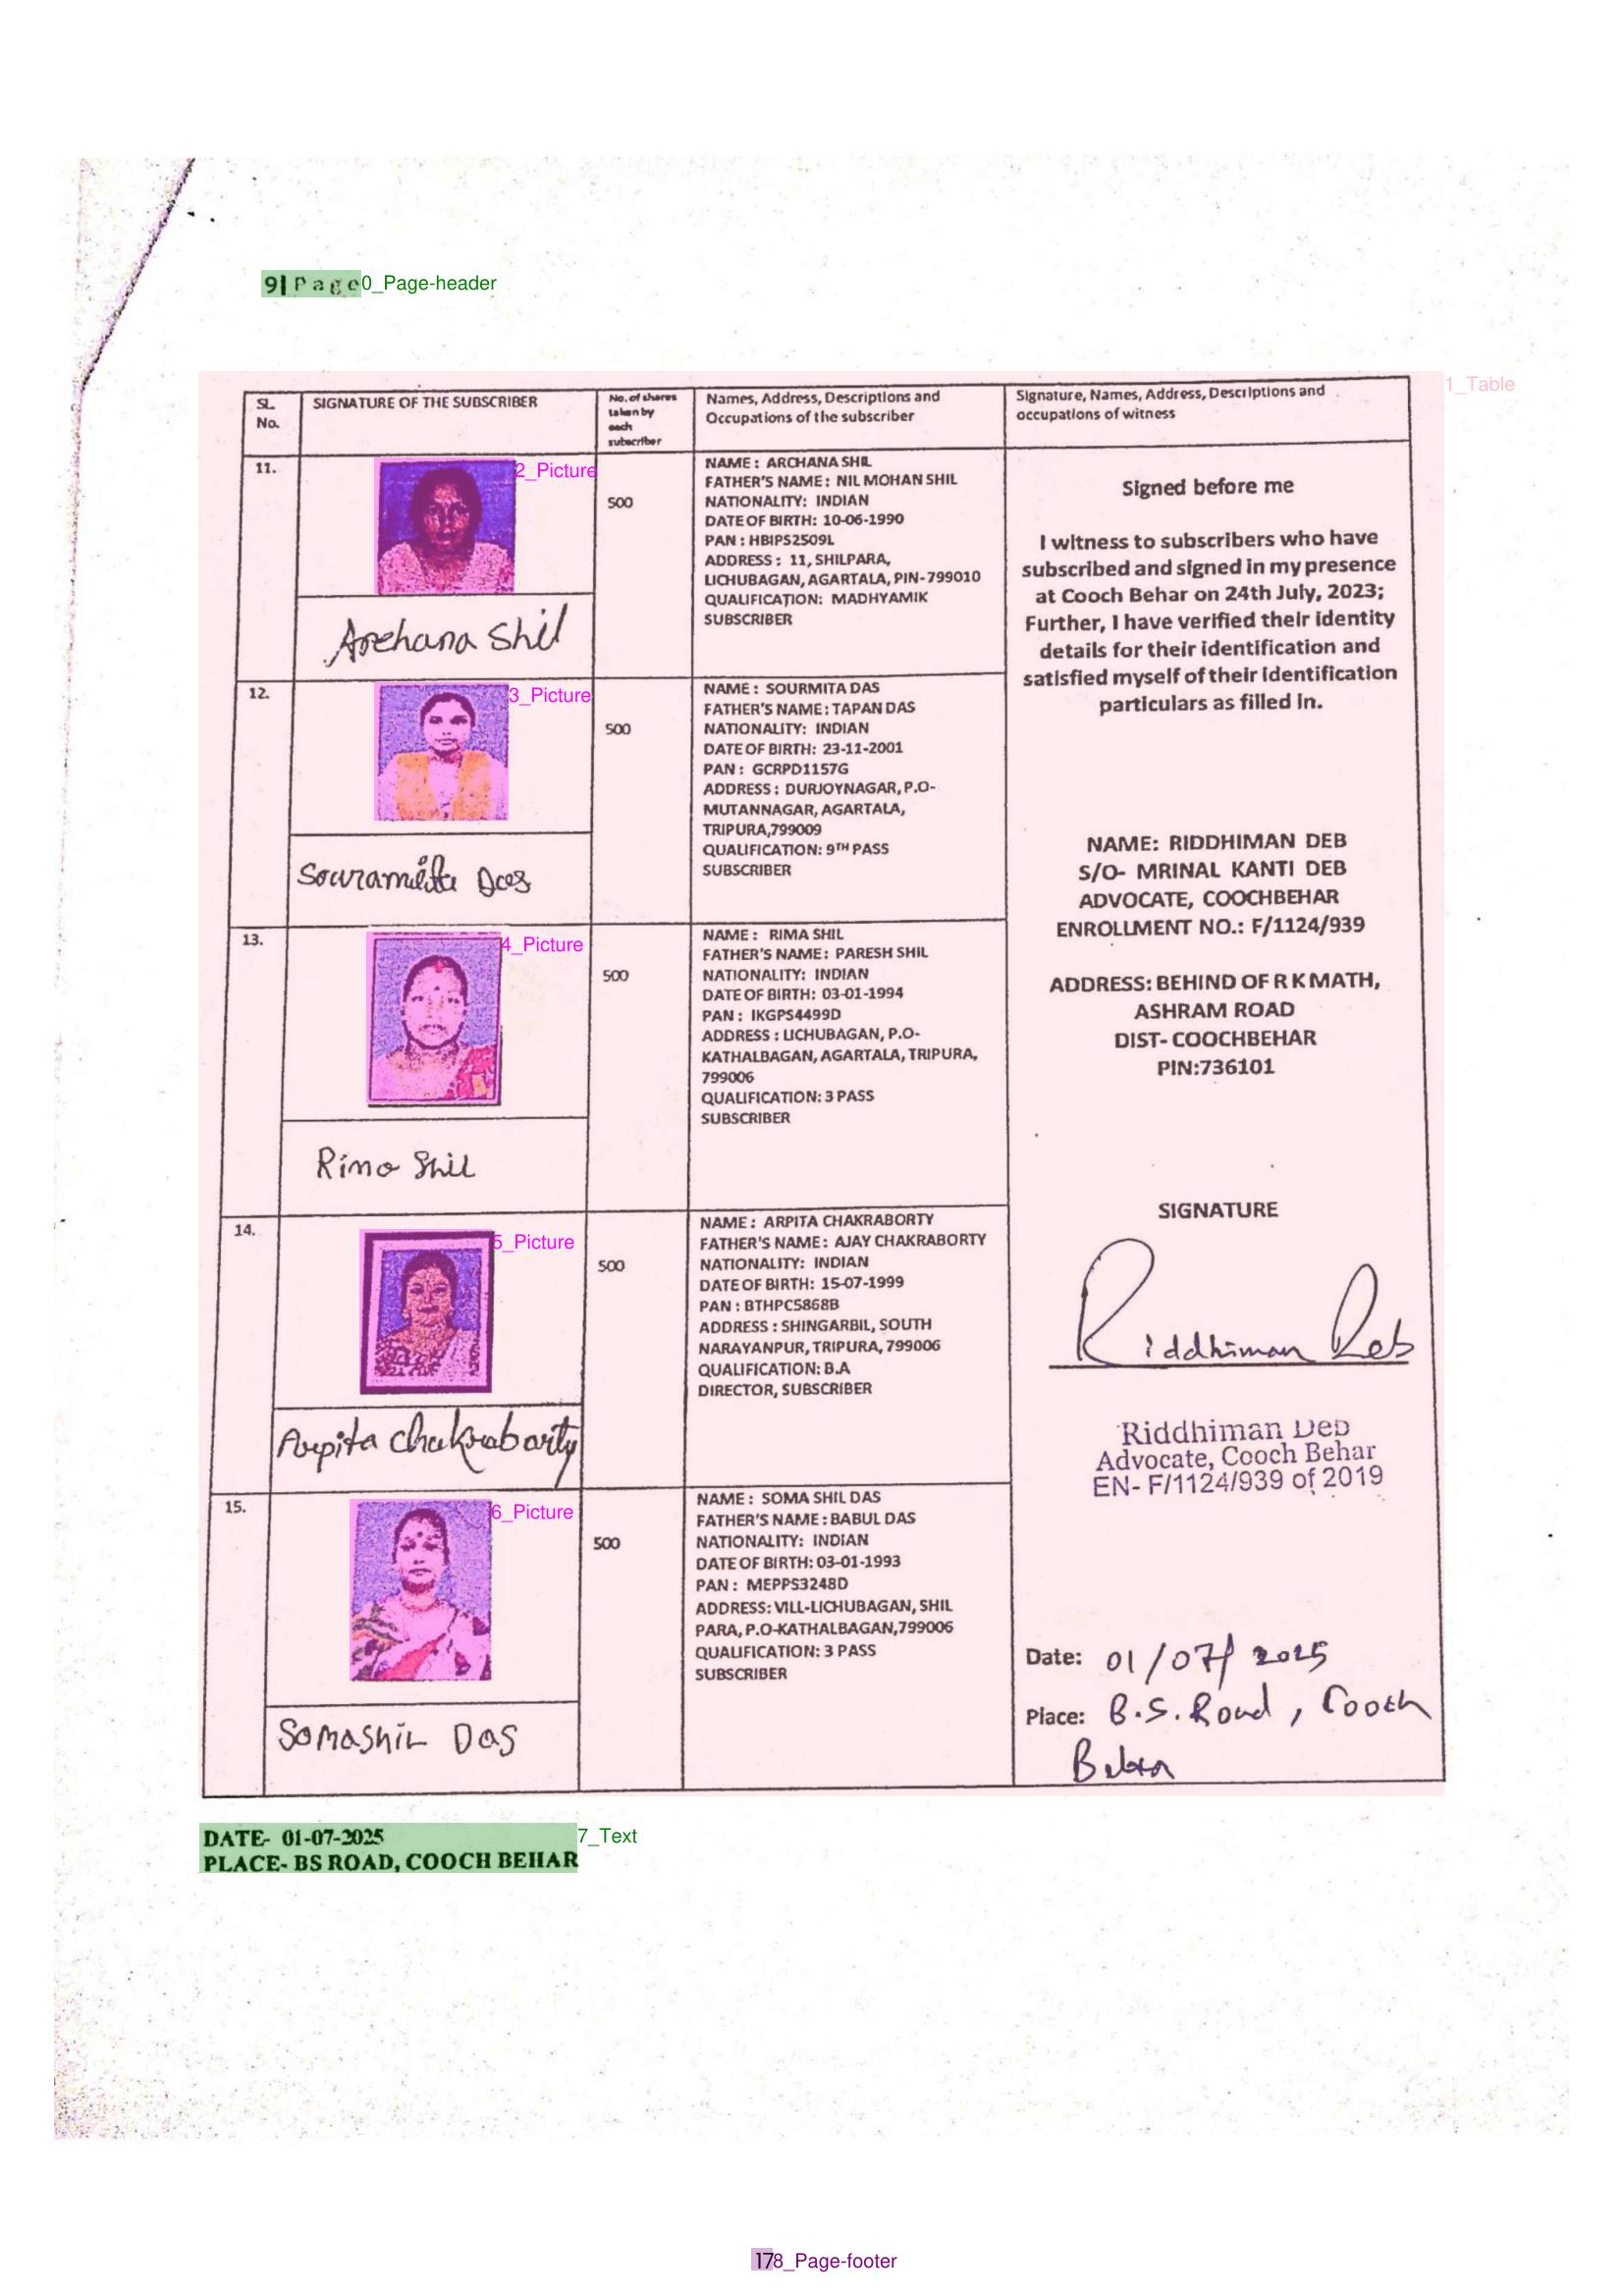 9| Page
0_Page-header
1_Table
SL. No.
SIGNATURE OF THE SUBSCRIBER
No. of shares taken by each subscriber
Names, Address, Descriptions and Occupations of the subscriber
Signature, Names, Address, Descriptions and occupations of witness
11.
2_Picture
Archana Shil
500
NAME : ARCHANA SHIL
FATHER'S NAME : NIL MOHAN SHIL
NATIONALITY: INDIAN
DATE OF BIRTH: 10-06-1990
PAN : HBIPS2509L
ADDRESS : 11, SHILPARA,
LICHUBAGAN, AGARTALA, PIN-799010
QUALIFICATION: MADHYAMIK
SUBSCRIBER
12.
3_Picture
Das
500
NAME : SOURMITA DAS
FATHER'S NAME : TAPAN DAS
NATIONALITY: INDIAN
DATE OF BIRTH: 23-11-2001
PAN : GCRPD1157G
ADDRESS : DURJOYNAGAR, P.O-
MUTANNAGAR, AGARTALA,
TRIPURA,799009
QUALIFICATION: 9TH PASS
SUBSCRIBER
13.
4_Picture
Rima Shil
500
NAME : RIMA SHIL
FATHER'S NAME : PARESH SHIL
NATIONALITY: INDIAN
DATE OF BIRTH: 03-01-1994
PAN : IKGPS4499D
ADDRESS : LICHUBAGAN, P.O-
KATHALBAGAN, AGARTALA, TRIPURA,
799006
QUALIFICATION: 3 PASS
SUBSCRIBER
14.
5_Picture
Arpita Chakraborty
500
NAME : ARPITA CHAKRABORTY
FATHER'S NAME : AJAY CHAKRABORTY
NATIONALITY: INDIAN
DATE OF BIRTH: 15-07-1999
PAN : BTHPC5868B
ADDRESS : SHINGARBIL, SOUTH
NARAYANPUR, TRIPURA, 799006
QUALIFICATION: B.A
DIRECTOR, SUBSCRIBER
15.
6_Picture
Somashil Das
500
NAME : SOMA SHIL DAS
FATHER'S NAME : BABUL DAS
NATIONALITY: INDIAN
DATE OF BIRTH: 03-01-1993
PAN : MEPPS3248D
ADDRESS: VILL-LICHUBAGAN, SHIL
PARA, P.O-KATHALBAGAN,799006
QUALIFICATION: 3 PASS
SUBSCRIBER
Signed before me
I witness to subscribers who have
subscribed and signed in my presence
at Cooch Behar on 24th July, 2023;
Further, I have verified their identity
details for their identification and
satisfied myself of their identification
particulars as filled in.
NAME: RIDDHIMAN DEB
S/O- MRINAL KANTI DEB
ADVOCATE, COOCHBEHAR
ENROLLMENT NO.: F/1124/939
ADDRESS: BEHIND OF R K MATH,
ASHRAM ROAD
DIST- COOCHBEHAR
PIN:736101
SIGNATURE
Riddhiman Deb
Riddhiman Deb
Advocate, Cooch Behar
EN- F/1124/939 of 2019
Date: 01/07/2025
Place: B.S. Road, Cooch
Behar
DATE- 01-07-2025
7_Text
PLACE- BS ROAD, COOCH BEHAR
17
8_Page-footer